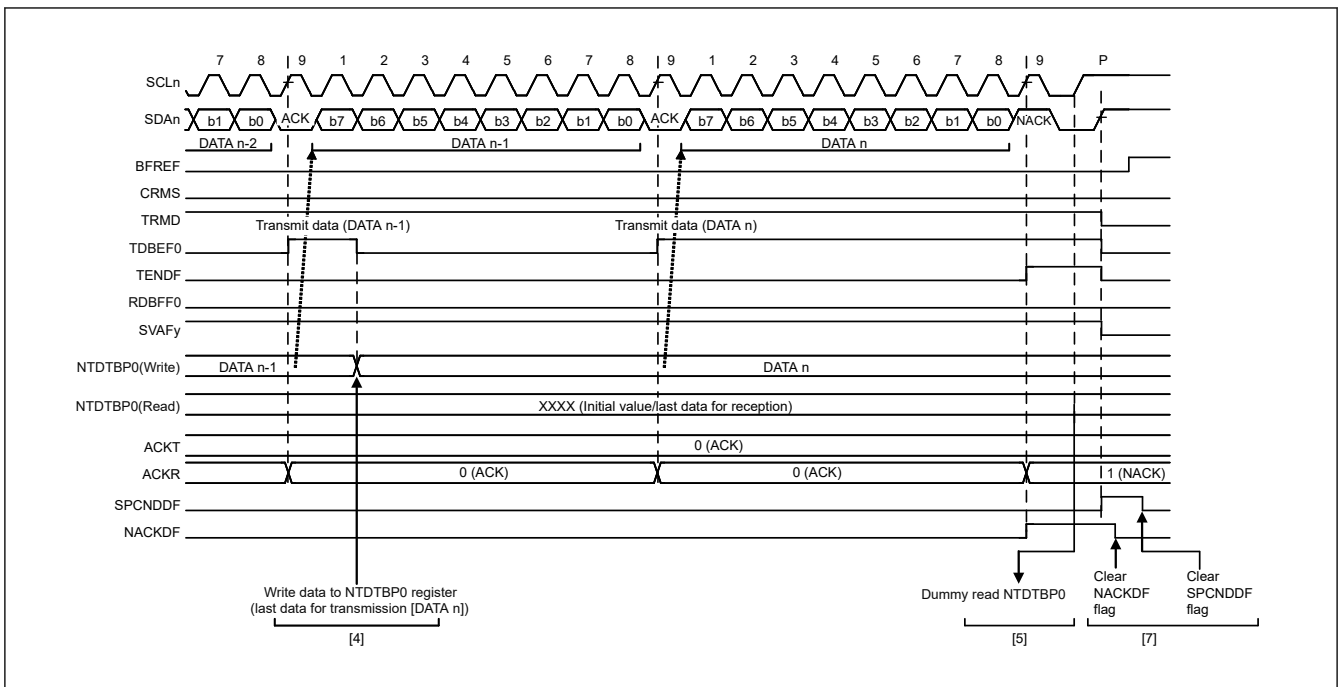 7 8 9 1 2 3 4 5 6 7 8 9 1 2 3 4 5 6 7 8 9 P
SCLn
SDAn b1 b0 ACK b7 b6 b5 b4 b3 b2 b1 b0 ACK b7 b6 b5 b4 b3 b2 b1 b0 NACK
DATA n-2 DATA n-1 DATA n
BFREF
CRMS
TRMD
Transmit data (DATA n-1) Transmit data (DATA n)
TDBEF0
TENDF
RDBFF0
SVAFy
NTDTBP0(Write) DATA n-1 DATA n
NTDTBP0(Read) XXXX (Initial value/last data for reception)
ACKT 0 (ACK)
ACKR 0 (ACK) 0 (ACK) 1 (NACK)
SPCNDDF
NACKDF
Write data to NTDTBP0 register
(last data for transmission [DATA n])
[4]
Dummy read NTDTBP0
[5]
Clear
NACKDF
flag
Clear
SPCNDDF
flag
[7]